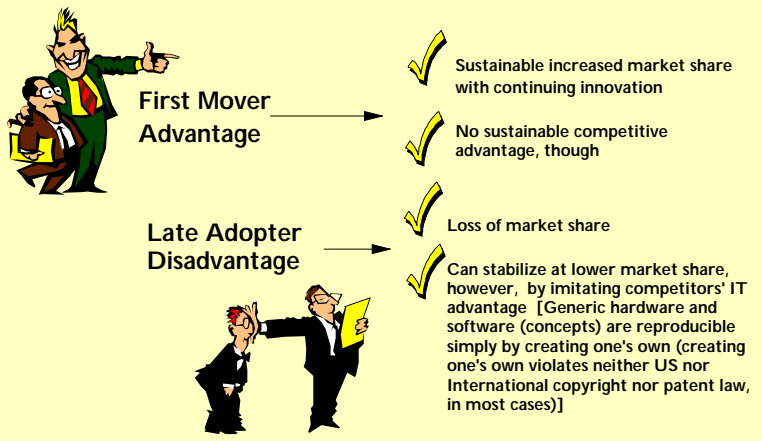 First Mover
Advantage
Sustainable increased market share
with continuing innovation
No sustainable competitive
advantage, though
Late Adopter
Disadvantage
Loss of market share
Can stabilize at lower market share,
however, by imitating competitors' IT
advantage [Generic hardware and
software (concepts) are reproducible
simply by creating one's own (creating
one's own violates neither US nor
International copyright nor patent law,
in most cases)]